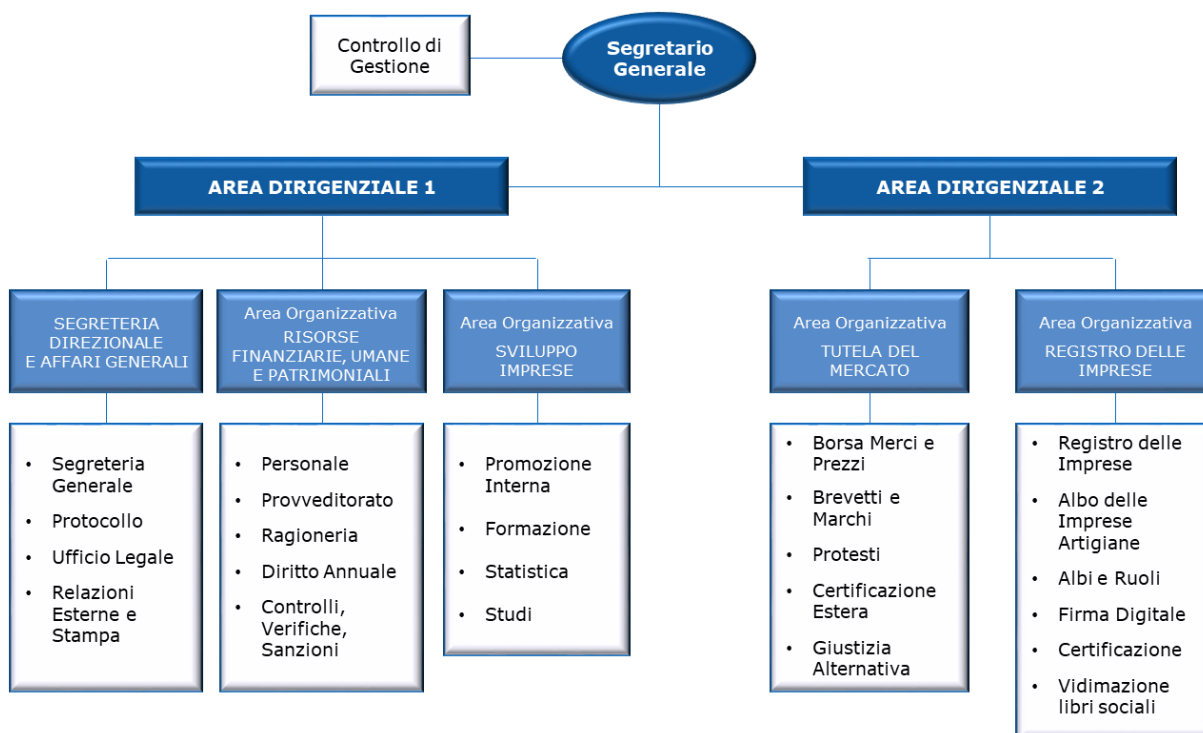 Controllo di
Gestione
Segretario
Generale
AREA DIRIGENZIALE 1
AREA DIRIGENZIALE 2
SEGRETERIA
DIREZIONALE
E AFFARI GENERALI
Area Organizzativa
RISORSE
FINANZIARIE, UMANE
E PATRIMONIALI
Area Organizzativa
SVILUPPO
IMPRESE
Area Organizzativa
TUTELA DEL
MERCATO
Area Organizzativa
REGISTRO DELLE
IMPRESE
• Segreteria
Generale
• Protocollo
• Ufficio Legale
• Relazioni
Esterne e
Stampa
• Personale
• Provveditorato
• Ragioneria
• Diritto Annuale
• Controlli,
Verifiche,
Sanzioni
• Promozione
Interna
• Formazione
• Statistica
• Studi
• Borsa Merci e
Prezzi
• Brevetti e
Marchi
• Protesti
• Certificazione
Estera
• Giustizia
Alternativa
• Registro delle
Imprese
• Albo delle
Imprese
Artigiane
• Albi e Ruoli
• Firma Digitale
• Certificazione
• Vidimazione
libri sociali